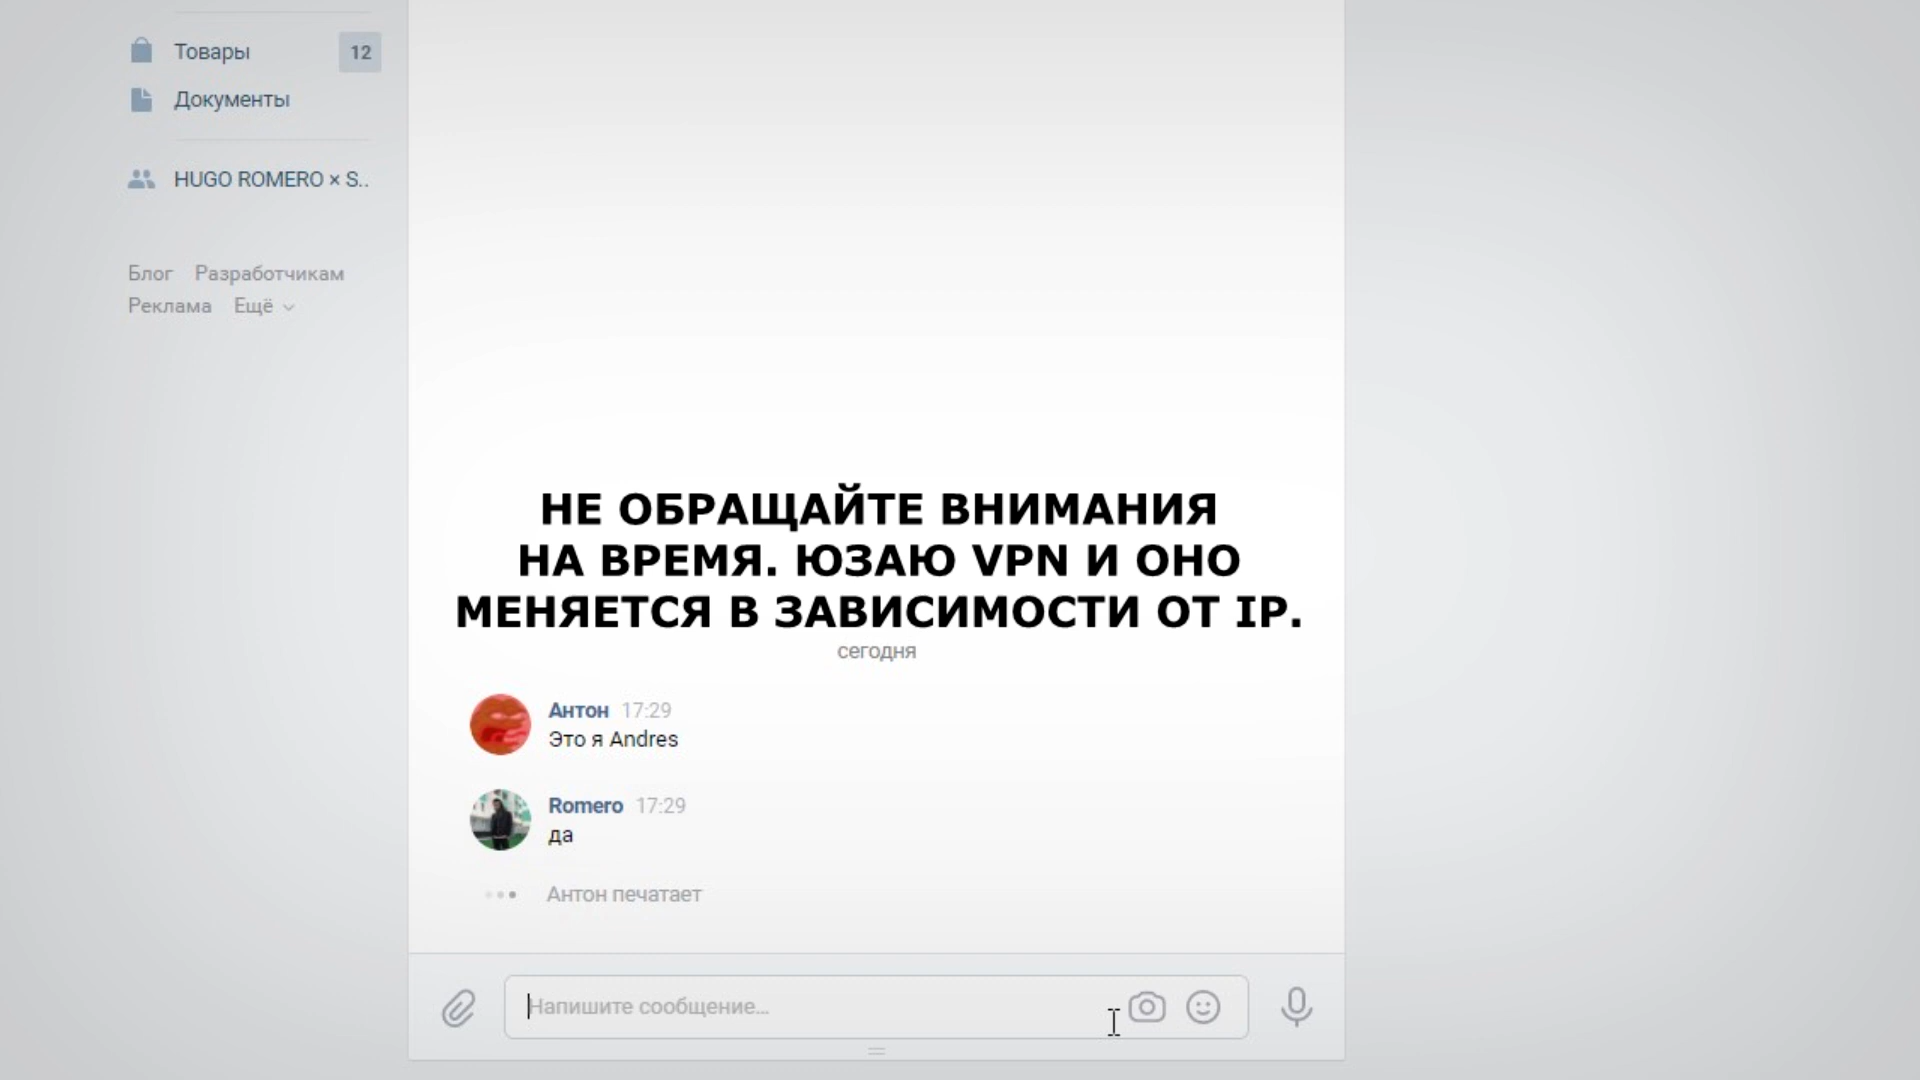 Товары 12
Документы
HUGO ROMERO × S..
Блог Разработчикам
Реклама Ещё
НЕ ОБРАЩАЙТЕ ВНИМАНИЯ
НА ВРЕМЯ. ЮЗАЮ VPN И ОНО
МЕНЯЕТСЯ В ЗАВИСИМОСТИ ОТ IP.
сегодня
Антон 17:29
Это я Andres
Romero 17:29
да
Антон печатает
Напишите сообщение...